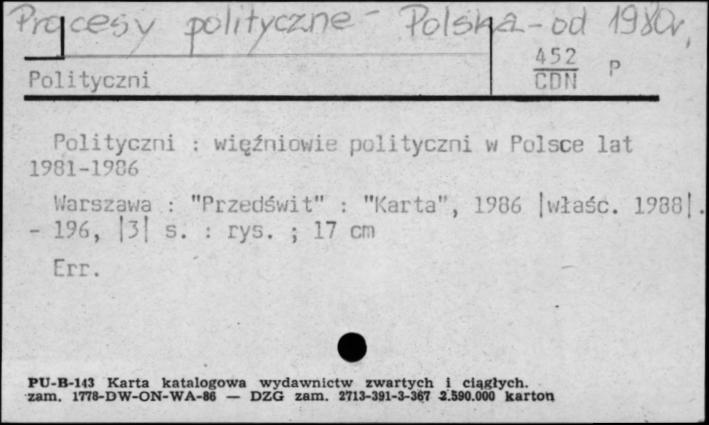 Procesy polityczne - Polska - od 1980r.
452
CDN
P
Polityczni
Polityczni : więźniowie polityczni w Polsce lat
1981-1986
Warszawa : "Przedświt" : "Karta", 1986 |właśc. 1988|.
- 196, |3| s. : rys. ; 17 cm
Err.
PU-B-143 Karta katalogowa wydawnictw zwartych i ciągłych.
zam. 1778-DW-ON-WA-86 — DZG zam. 2713-391-3-367 2.590.000 karton